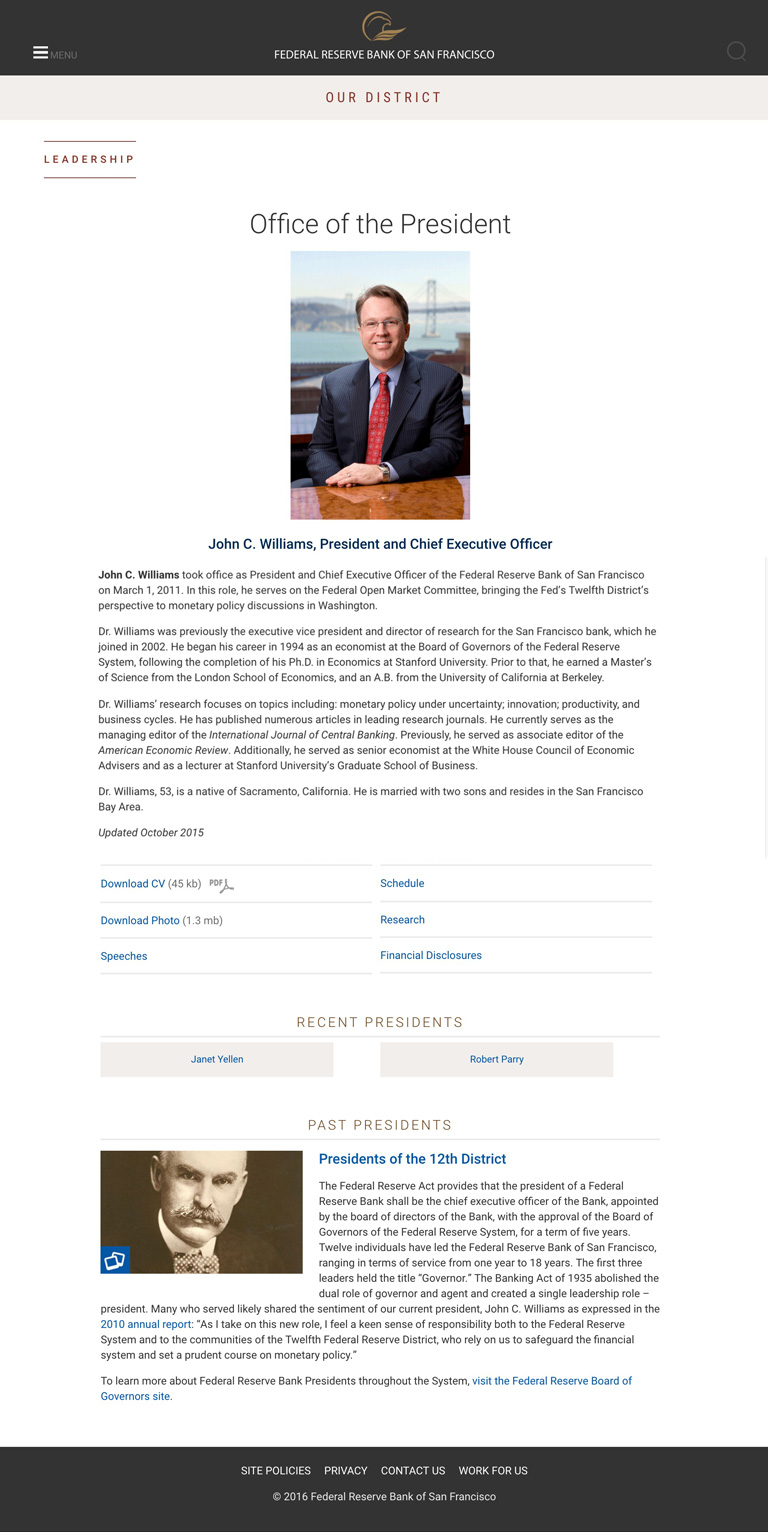 FEDERAL RESERVE BANK OF SAN FRANCISCO
MENU
OUR DISTRICT
LEADERSHIP
Office of the President
John C. Williams, President and Chief Executive Officer
John C. Williams took office as President and Chief Executive Officer of the Federal Reserve Bank of San Francisco
on March 1, 2011. In this role, he serves on the Federal Open Market Committee, bringing the Fed's Twelfth District's
perspective to monetary policy discussions in Washington.
Dr. Williams was previously the executive vice president and director of research for the San Francisco bank, which he
joined in 2002. He began his career in 1994 as an economist at the Board of Governors of the Federal Reserve
System, following the completion of his Ph.D. in Economics at Stanford University. Prior to that, he earned a Master's
of Science from the London School of Economics, and an A.B. from the University of California at Berkeley.
Dr. Williams' research focuses on topics including: monetary policy under uncertainty; innovation; productivity, and
business cycles. He has published numerous articles in leading research journals. He currently serves as the
managing editor of the International Journal of Central Banking. Previously, he served as associate editor of the
American Economic Review. Additionally, he served as senior economist at the White House Council of Economic
Advisers and as a lecturer at Stanford University's Graduate School of Business.
Dr. Williams, 53, is a native of Sacramento, California. He is married with two sons and resides in the San Francisco
Bay Area.
Updated October 2015
Download CV (45 kb) PDF
Schedule
Download Photo (1.3 mb)
Research
Speeches
Financial Disclosures
RECENT PRESIDENTS
Janet Yellen
Robert Parry
PAST PRESIDENTS
Presidents of the 12th District
The Federal Reserve Act provides that the president of a Federal
Reserve Bank shall be the chief executive officer of the Bank, appointed
by the board of directors of the Bank, with the approval of the Board of
Governors of the Federal Reserve System, for a term of five years.
Twelve individuals have led the Federal Reserve Bank of San Francisco,
ranging in terms of service from one year to 18 years. The first three
leaders held the title “Governor.” The Banking Act of 1935 abolished the
dual role of governor and agent and created a single leadership role –
president. Many who served likely shared the sentiment of our current president, John C. Williams as expressed in the
2010 annual report: “As I take on this new role, I feel a keen sense of responsibility both to the Federal Reserve
System and to the communities of the Twelfth Federal Reserve District, who rely on us to safeguard the financial
system and set a prudent course on monetary policy.”
To learn more about Federal Reserve Bank Presidents throughout the System, visit the Federal Reserve Board of
Governors site.
SITE POLICIES PRIVACY CONTACT US WORK FOR US
© 2016 Federal Reserve Bank of San Francisco